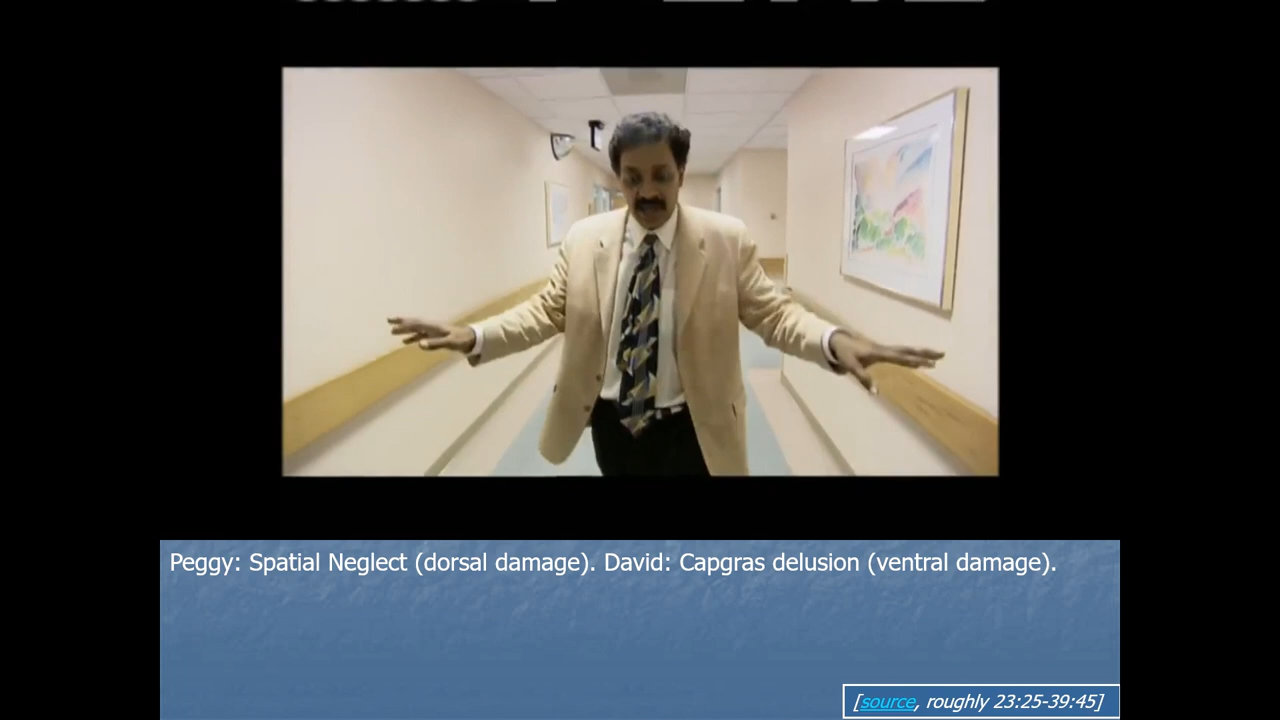 Peggy: Spatial Neglect (dorsal damage). David: Capgras delusion (ventral damage).
[source, roughly 23:25-39:45]